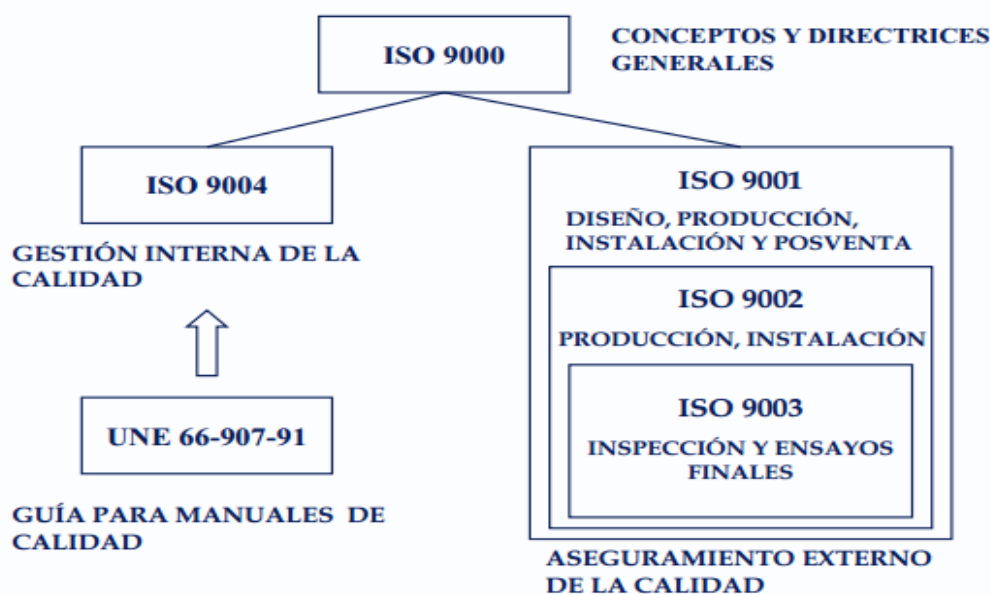 ISO 9000
CONCEPTOS Y DIRECTRICES
GENERALES
ISO 9004
GESTIÓN INTERNA DE LA
CALIDAD
UNE 66-907-91
GUÍA PARA MANUALES DE
CALIDAD
ISO 9001
DISEÑO, PRODUCCIÓN,
INSTALACIÓN Y POSVENTA
ISO 9002
PRODUCCIÓN, INSTALACIÓN
ISO 9003
INSPECCIÓN Y ENSAYOS
FINALES
ASEGURAMIENTO EXTERNO
DE LA CALIDAD